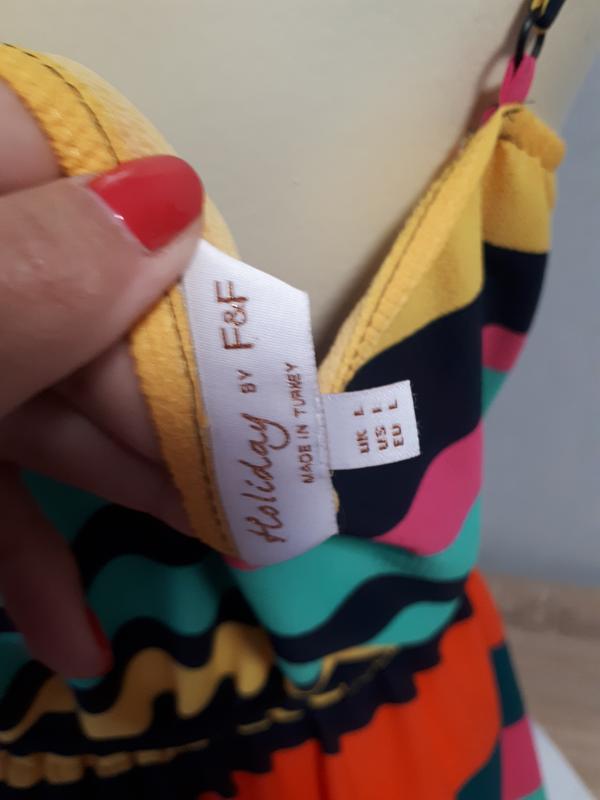 Holiday BY F&F
MADE IN TURKEY
UK L
US L
EU L